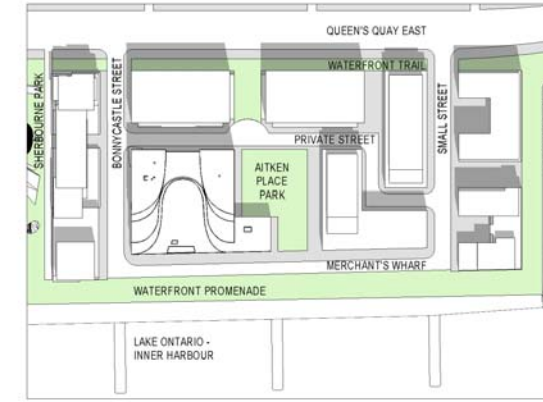 QUEEN'S QUAY EAST
WATERFRONT TRAIL
SHERBOURNE PARK
BONNYCASTLE STREET
SMALL STREET
PRIVATE STREET
AITKEN
PLACE
PARK
MERCHANT'S WHARF
WATERFRONT PROMENADE
LAKE ONTARIO -
INNER HARBOUR